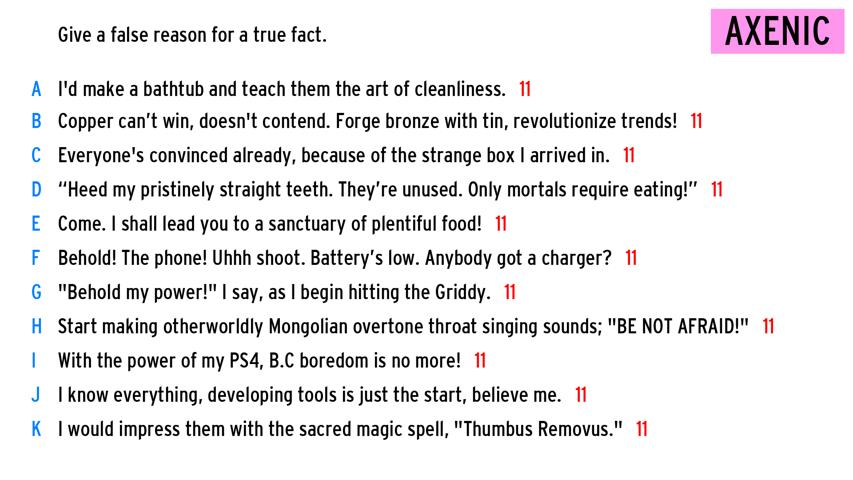 Give a false reason for a true fact.
AXENIC
A I'd make a bathtub and teach them the art of cleanliness. 11
B Copper can’t win, doesn't contend. Forge bronze with tin, revolutionize trends! 11
C Everyone's convinced already, because of the strange box I arrived in. 11
D “Heed my pristinely straight teeth. They’re unused. Only mortals require eating!” 11
E Come. I shall lead you to a sanctuary of plentiful food! 11
F Behold! The phone! Uhhh shoot. Battery’s low. Anybody got a charger? 11
G "Behold my power!" I say, as I begin hitting the Griddy. 11
H Start making otherworldly Mongolian overtone throat singing sounds; "BE NOT AFRAID!" 11
I With the power of my PS4, B.C boredom is no more! 11
J I know everything, developing tools is just the start, believe me. 11
K I would impress them with the sacred magic spell, "Thumbus Removus." 11